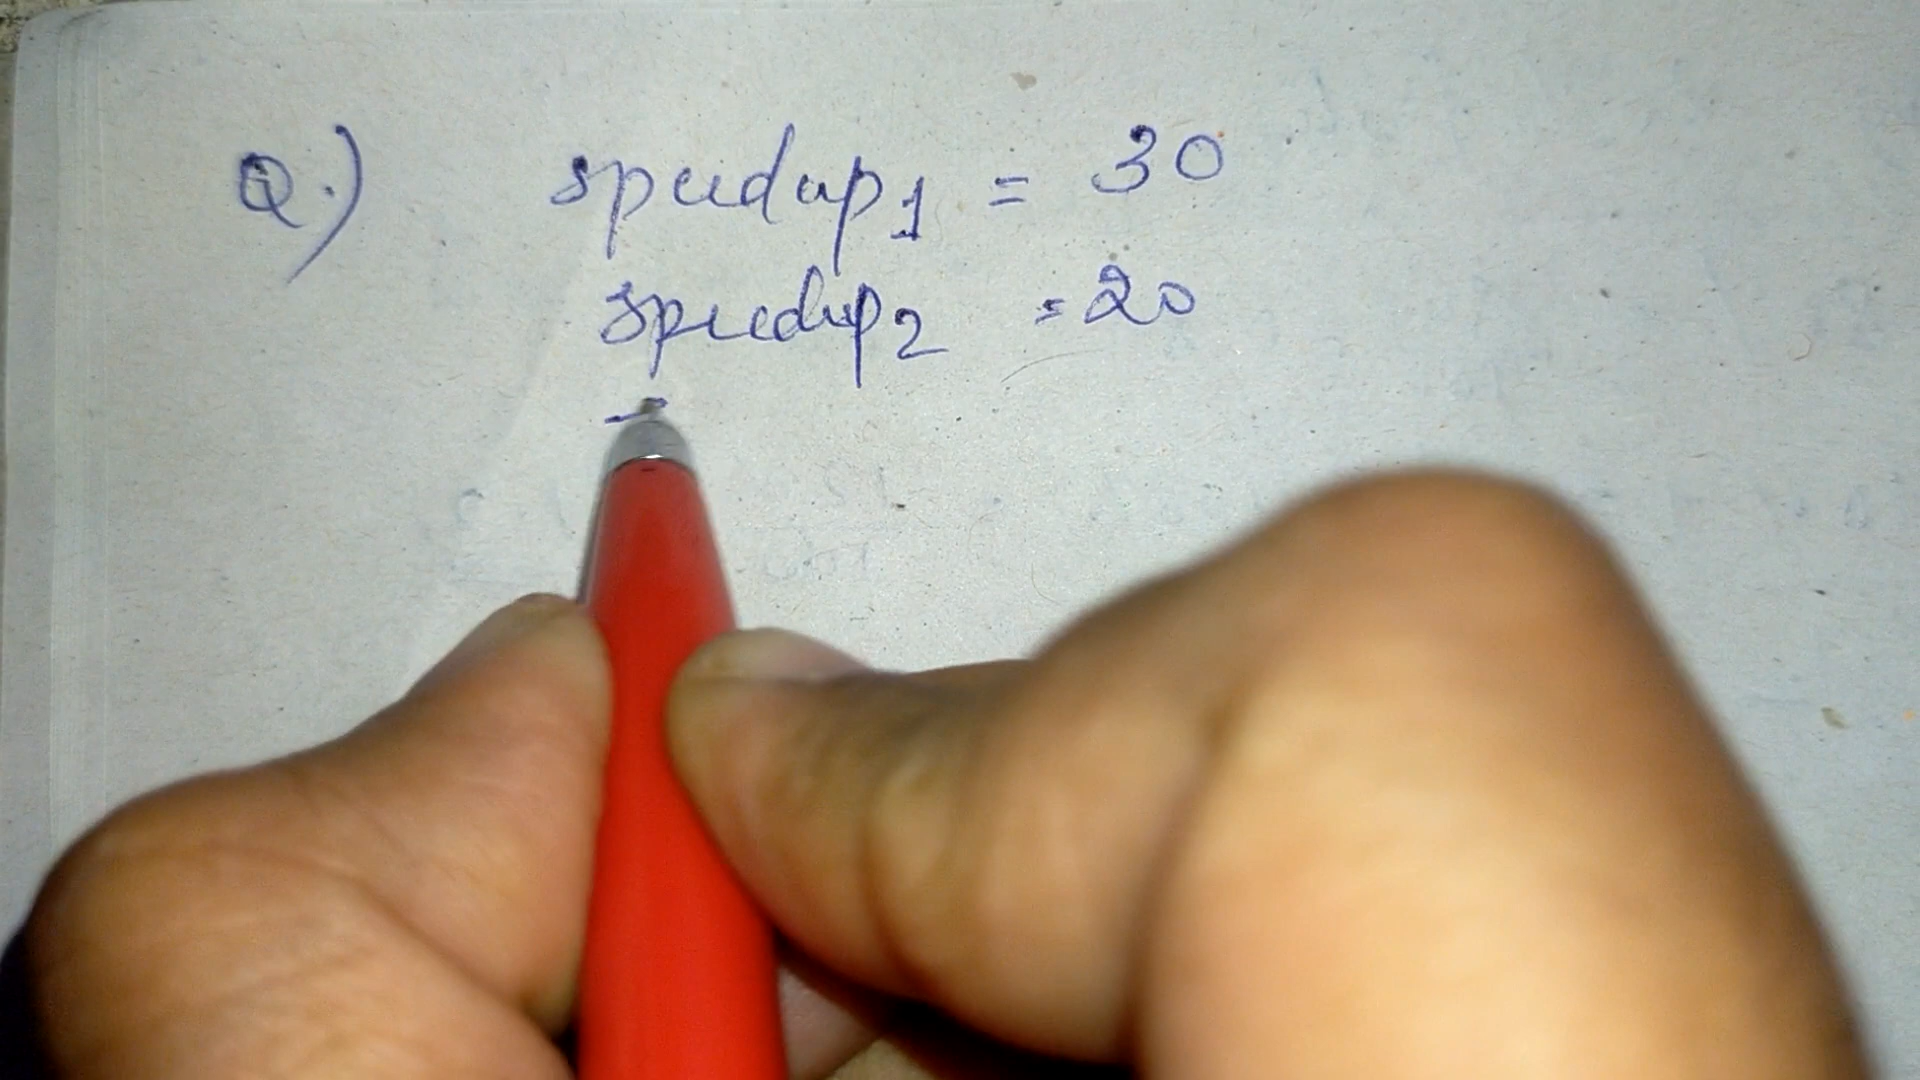 Q.) speedup1 = 30
speedup2 = 20